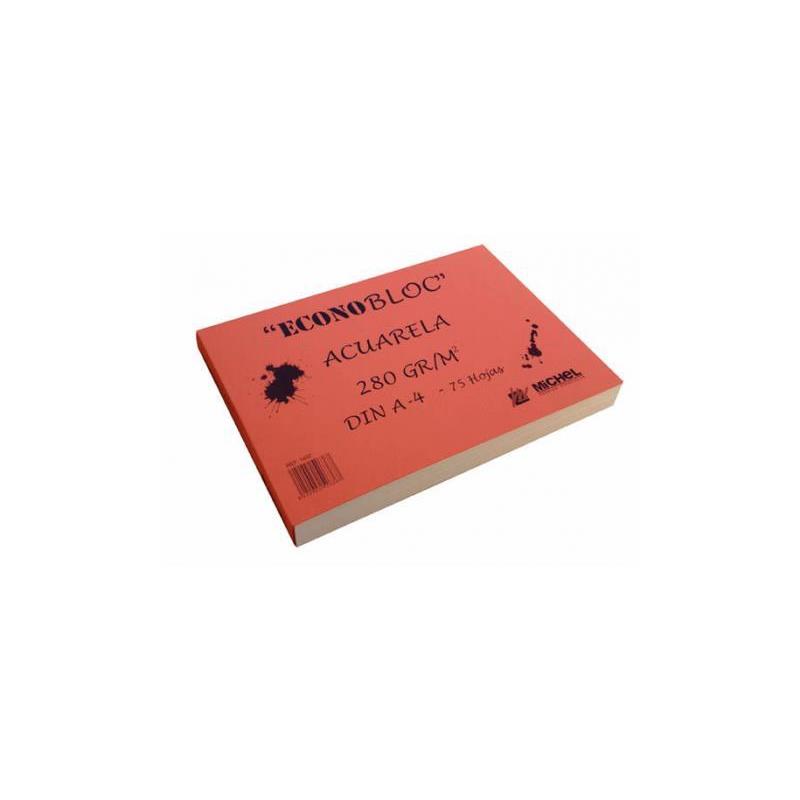 “ECONOBLOC”
ACUARELA
280 GR/M²
DIN A-4 - 75 Hojas
MICHEL